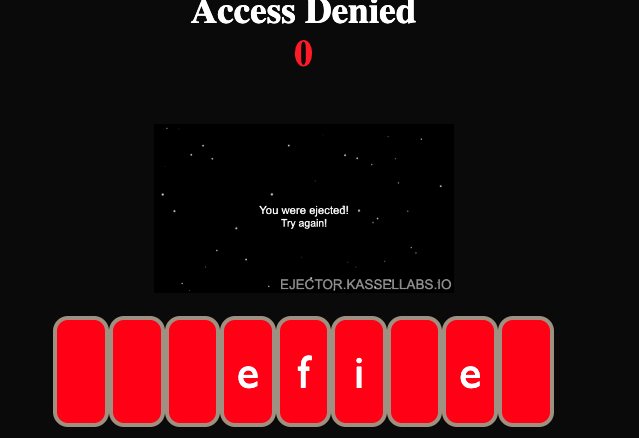 Access Denied
0
You were ejected!
Try again!
EJECTOR.KASSELLABS.IO
e f i e